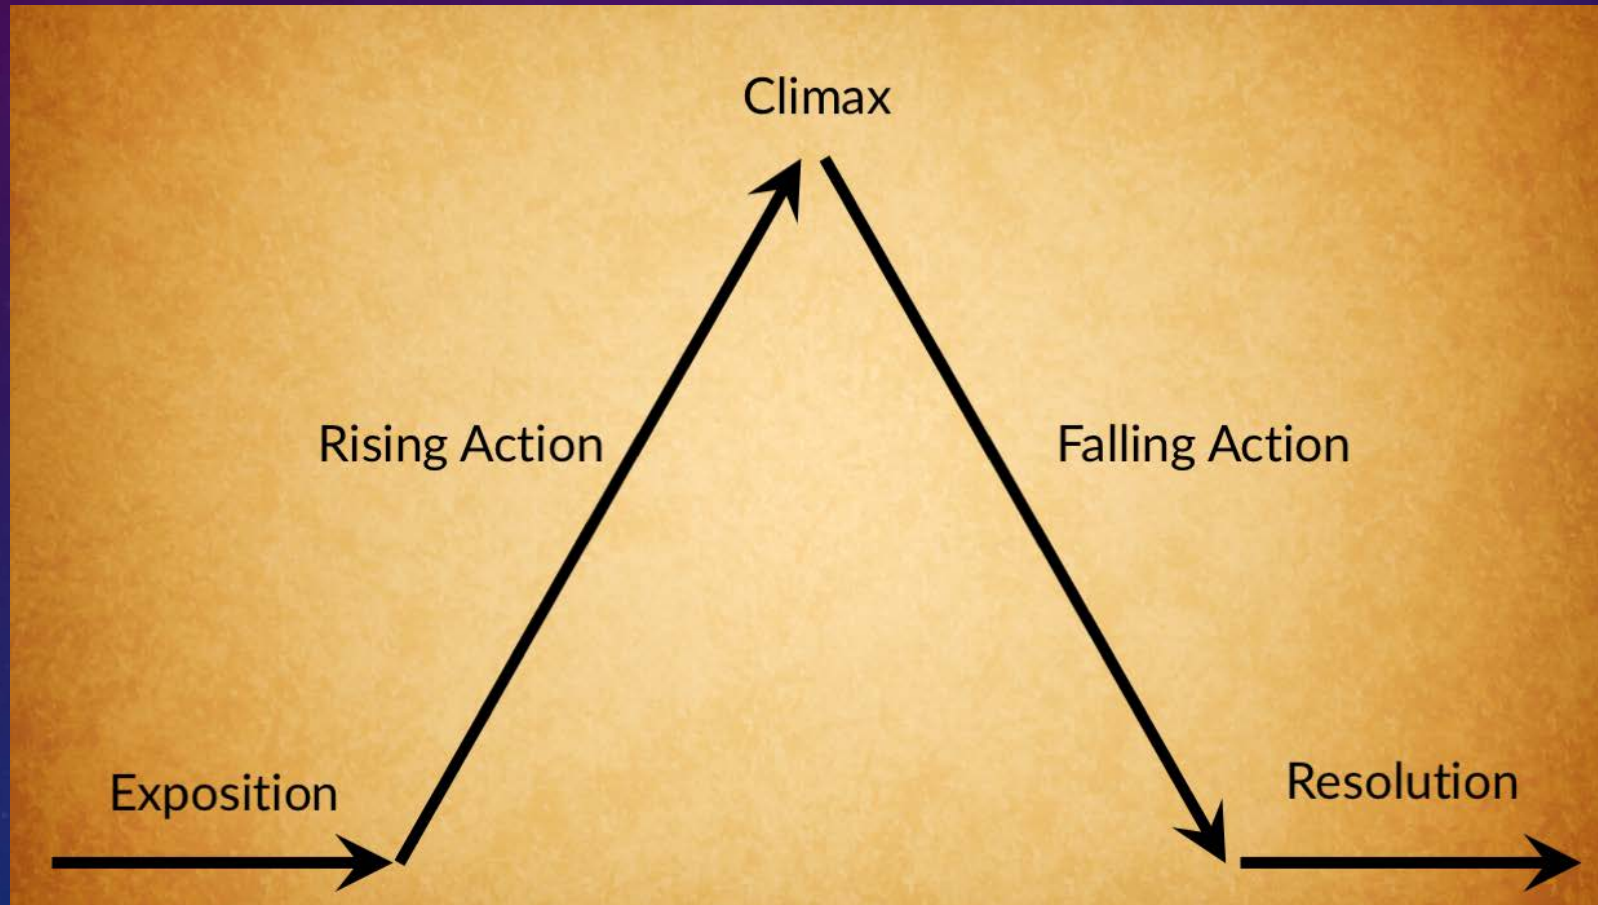 Climax
Rising Action
Falling Action
Exposition
Resolution